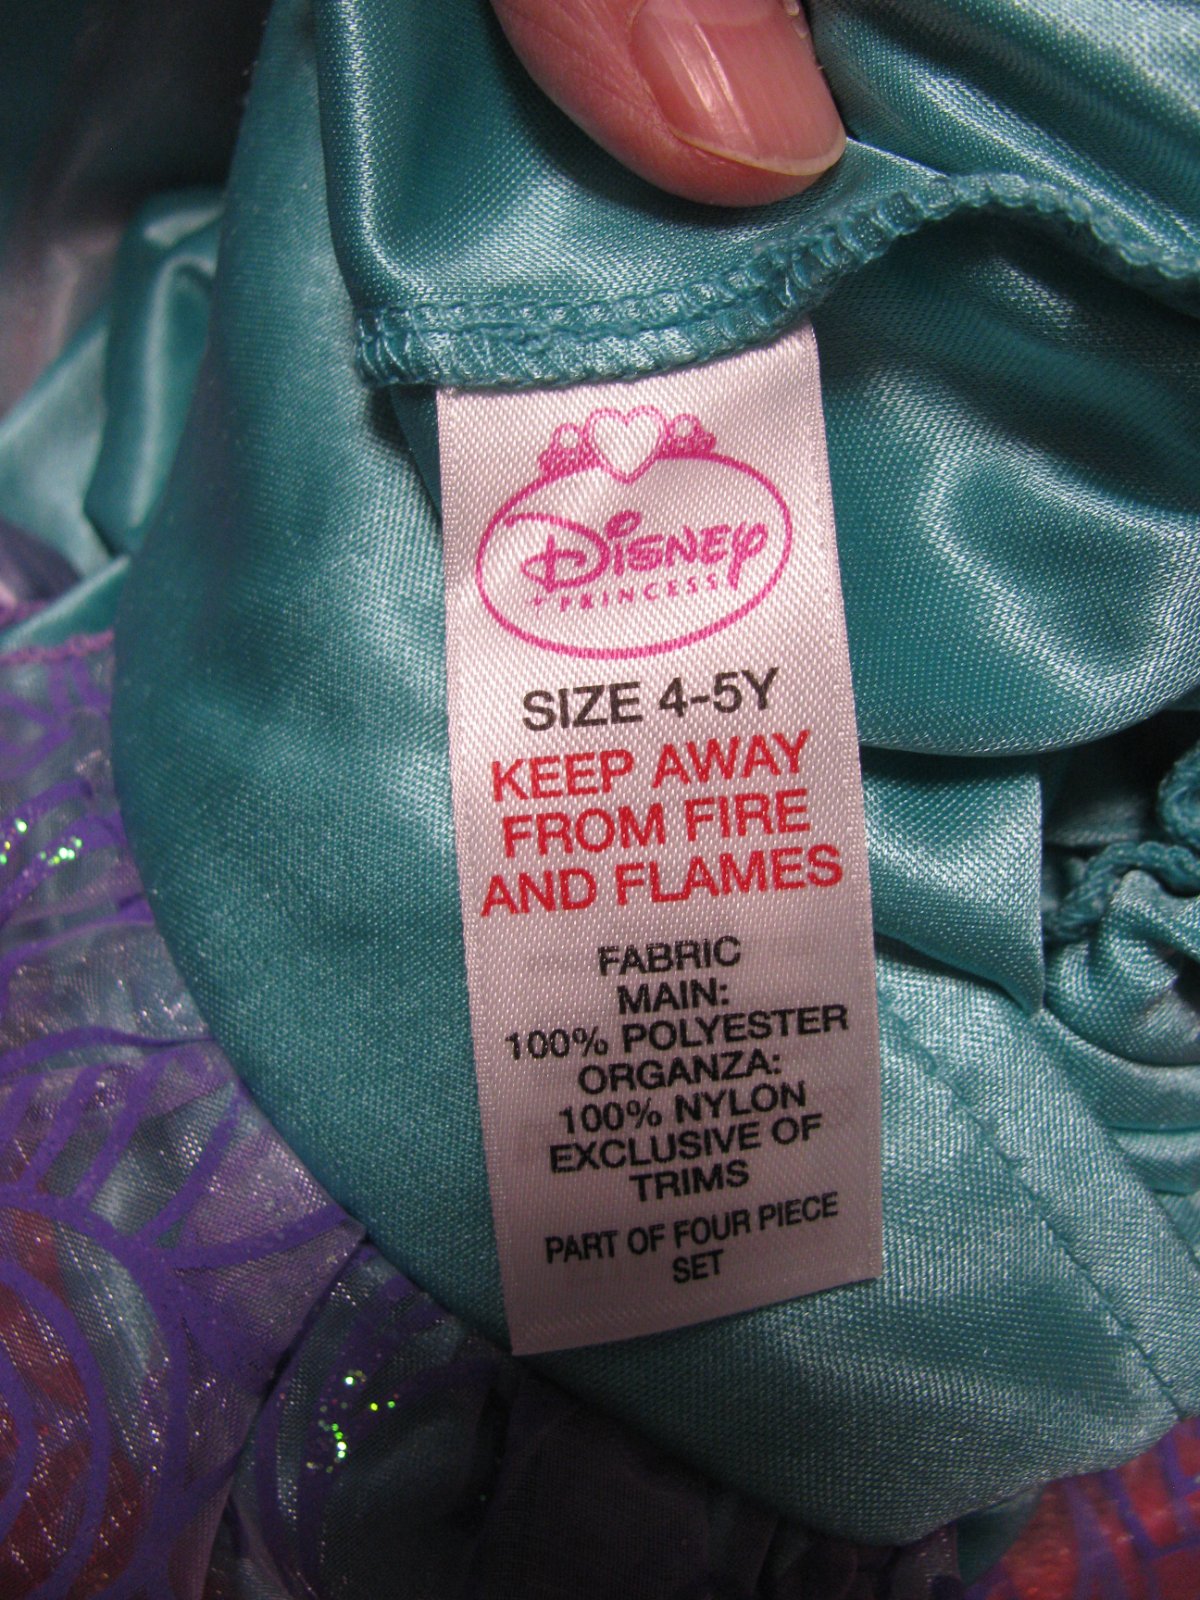 Disney
PRINCESS
SIZE 4-5Y
KEEP AWAY
FROM FIRE
AND FLAMES
FABRIC
MAIN:
100% POLYESTER
ORGANZA:
100% NYLON
EXCLUSIVE OF
TRIMS
PART OF FOUR PIECE
SET